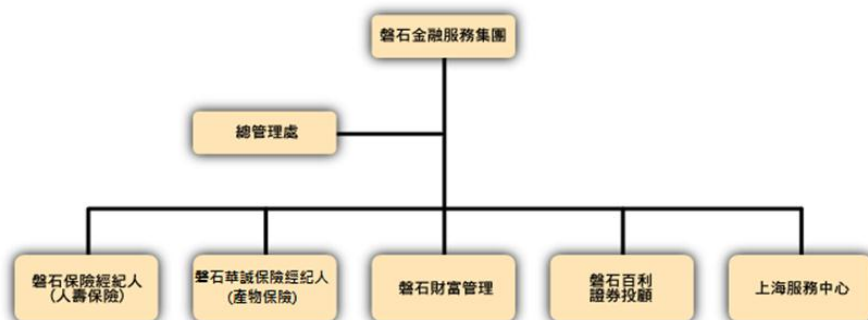 磐石金融服務集團
總管理處
磐石保險經紀人
(人壽保險)
磐石華誠保險經紀人
(產物保險)
磐石財富管理
磐石百利
證券投顧
上海服務中心